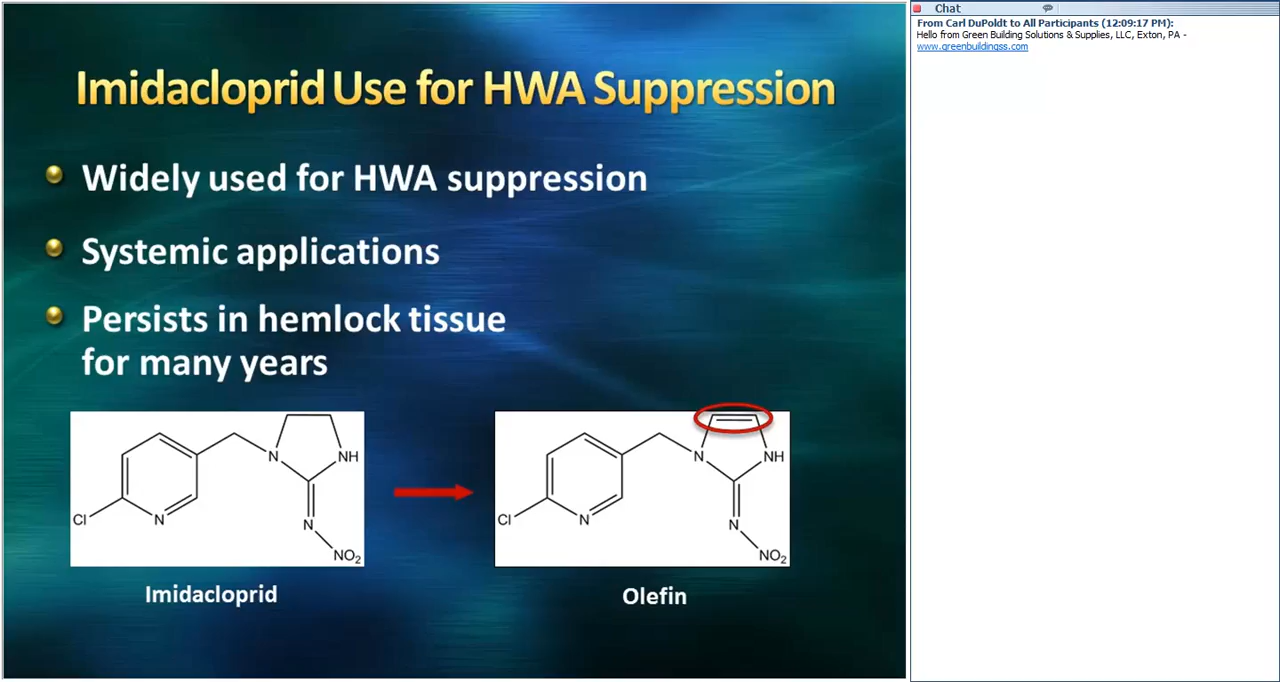 Imidacloprid Use for HWA Suppression
Widely used for HWA suppression
Systemic applications
Persists in hemlock tissue
for many years
Cl
N
N
NH
N
NO2
Imidacloprid
Cl
N
N
NH
N
NO2
Olefin
Chat
From Carl DuPoldt to All Participants (12:09:17 PM):
Hello from Green Building Solutions & Supplies, LLC, Exton, PA -
www.greenbuildingss.com